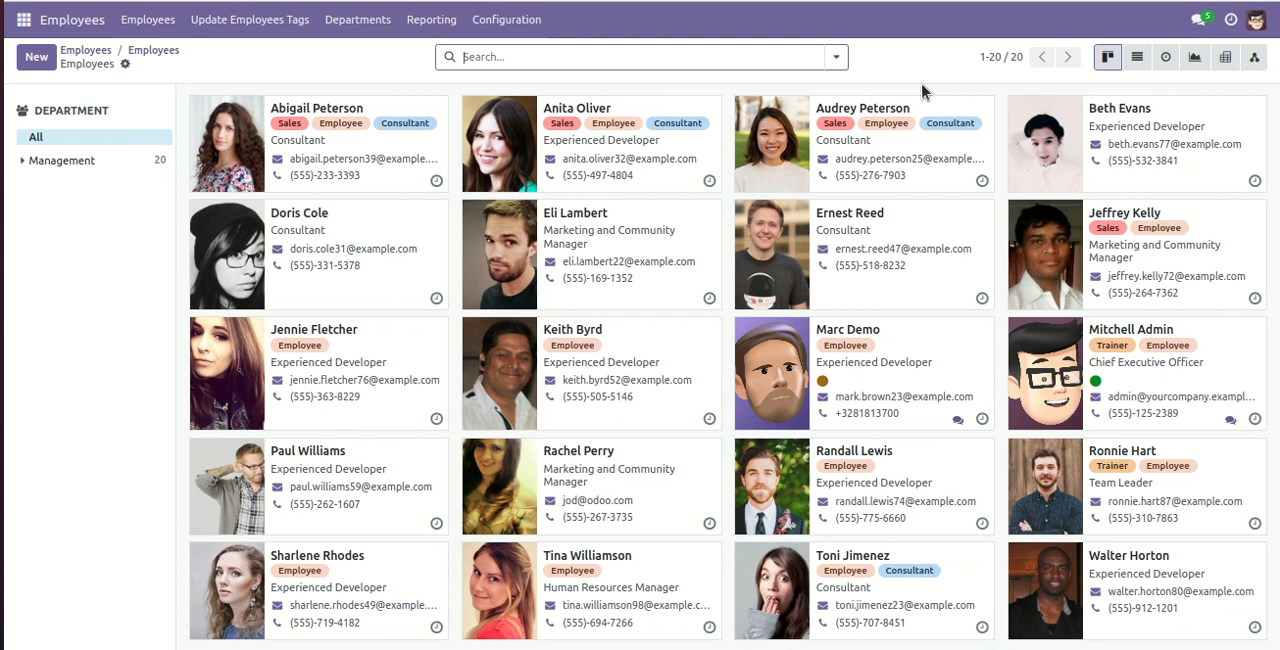 Employees Employees Update Employees Tags Departments Reporting Configuration 5
New Employees / Employees
Employees
Search...
1-20 / 20
DEPARTMENT
All
Management 20
Abigail Peterson
Sales Employee Consultant
Consultant
abigail.peterson39@example....
(555)-233-3393
Anita Oliver
Sales Employee Consultant
Experienced Developer
anita.oliver32@example.com
(555)-497-4804
Audrey Peterson
Sales Employee Consultant
Consultant
audrey.peterson25@example....
(555)-276-7903
Beth Evans
Experienced Developer
beth.evans77@example.com
(555)-532-3841
Doris Cole
Consultant
doris.cole31@example.com
(555)-331-5378
Eli Lambert
Marketing and Community
Manager
eli.lambert22@example.com
(555)-169-1352
Ernest Reed
Consultant
ernest.reed47@example.com
(555)-518-8232
Jeffrey Kelly
Sales Employee
Marketing and Community
Manager
jeffrey.kelly72@example.com
(555)-264-7362
Jennie Fletcher
Employee
Experienced Developer
jennie.fletcher76@example.com
(555)-363-8229
Keith Byrd
Employee
Experienced Developer
keith.byrd52@example.com
(555)-505-5146
Marc Demo
Employee
Experienced Developer
mark.brown23@example.com
+3281813700
Mitchell Admin
Trainer Employee
Chief Executive Officer
admin@yourcompany.exampl...
(555)-125-2389
Paul Williams
Experienced Developer
paul.williams59@example.com
(555)-262-1607
Rachel Perry
Marketing and Community
Manager
jod@odoo.com
(555)-267-3735
Randall Lewis
Employee
Experienced Developer
randall.lewis74@example.com
(555)-775-6660
Ronnie Hart
Trainer Employee
Team Leader
ronnie.hart87@example.com
(555)-310-7863
Sharlene Rhodes
Employee
Experienced Developer
sharlene.rhodes49@example....
(555)-719-4182
Tina Williamson
Employee
Human Resources Manager
tina.williamson98@example.c...
(555)-694-7266
Toni Jimenez
Employee Consultant
Consultant
toni.jimenez23@example.com
(555)-707-8451
Walter Horton
Experienced Developer
walter.horton80@example.com
(555)-912-1201